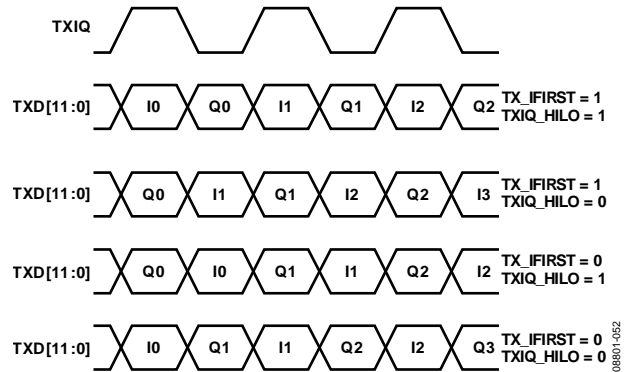 TXIQ
TXD[11:0] I0 Q0 I1 Q1 I2 Q2 TX_IFIRST = 1
TXIQ_HILO = 1
TXD[11:0] Q0 I1 Q1 I2 Q2 I3 TX_IFIRST = 1
TXIQ_HILO = 0
TXD[11:0] Q0 I0 Q1 I1 Q2 I2 TX_IFIRST = 0
TXIQ_HILO = 1
TXD[11:0] I0 Q1 I1 Q2 I2 Q3 TX_IFIRST = 0
TXIQ_HILO = 0
08801-052